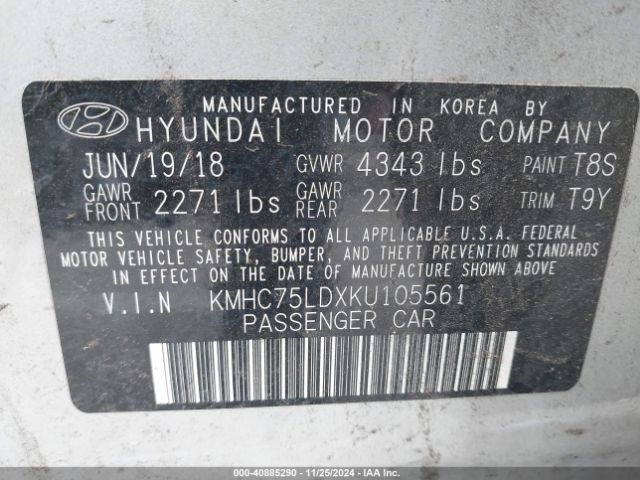 MANUFACTURED IN KOREA BY
HYUNDAI MOTOR COMPANY
JUN/19/18 GVWR 4343 lbs PAINT T8S
GAWR FRONT 2271 lbs GAWR REAR 2271 lbs TRIM T9Y
THIS VEHICLE CONFORMS TO ALL APPLICABLE U.S.A. FEDERAL
MOTOR VEHICLE SAFETY, BUMPER, AND THEFT PREVENTION STANDARDS
IN EFFECT ON THE DATE OF MANUFACTURE SHOWN ABOVE
V.I.N KMHC75LDXKU105561
PASSENGER CAR
000-40885290 - 11/25/2024 - IAA Inc.